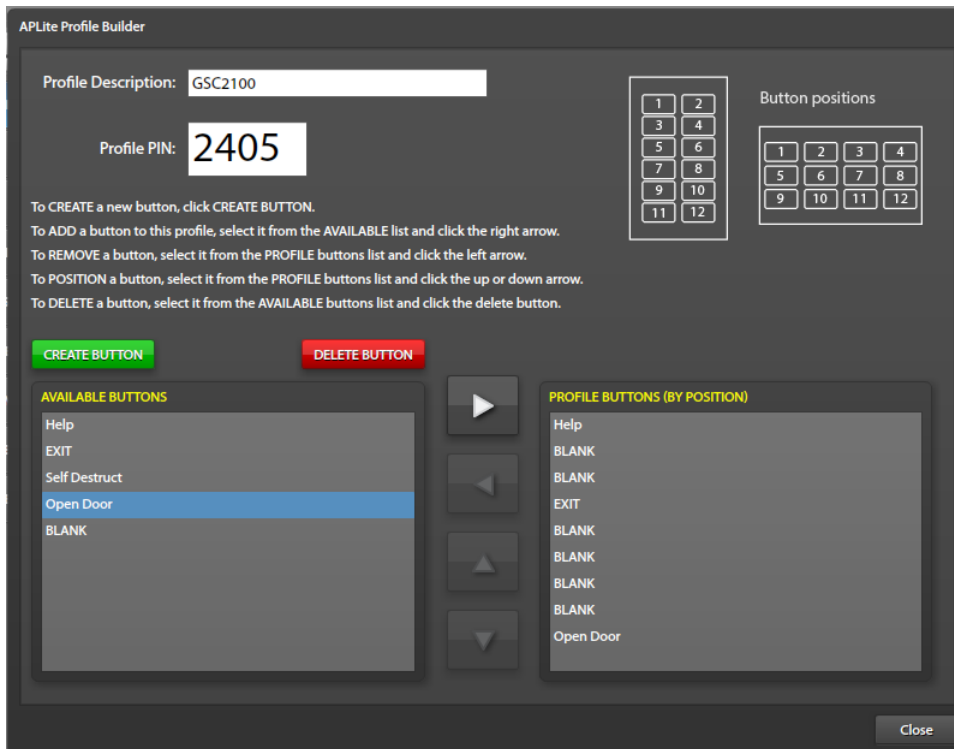 APLite Profile Builder
Profile Description: GSC2100
Profile PIN: 2405
Button positions
1 2
3 4
5 6
7 8
9 10
11 12
1 2 3 4
5 6 7 8
9 10 11 12
To CREATE a new button, click CREATE BUTTON.
To ADD a button to this profile, select it from the AVAILABLE list and click the right arrow.
To REMOVE a button, select it from the PROFILE buttons list and click the left arrow.
To POSITION a button, select it from the PROFILE buttons list and click the up or down arrow.
To DELETE a button, select it from the AVAILABLE buttons list and click the delete button.
CREATE BUTTON
DELETE BUTTON
AVAILABLE BUTTONS
Help
EXIT
Self Destruct
Open Door
BLANK
PROFILE BUTTONS (BY POSITION)
Help
BLANK
BLANK
EXIT
BLANK
BLANK
BLANK
BLANK
Open Door
Close